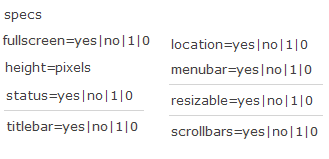 specs
fullscreen=yes|no|1|0
height=pixels
status=yes|no|1|0
titlebar=yes|no|1|0
location=yes|no|1|0
menubar=yes|no|1|0
resizable=yes|no|1|0
scrollbars=yes|no|1|0